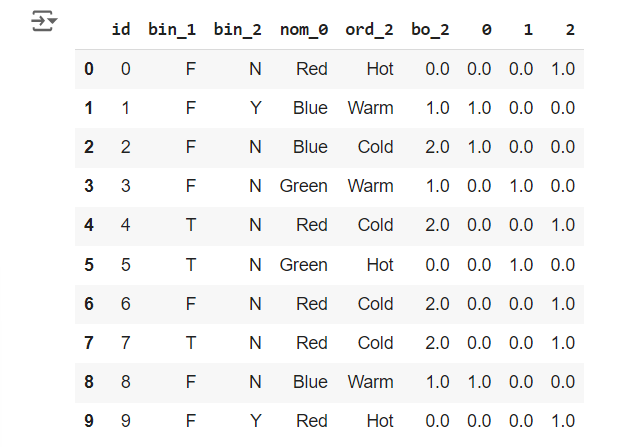 id bin_1 bin_2 nom_0 ord_2 bo_2 0 1 2
0 0 F N Red Hot 0.0 0.0 0.0 1.0
1 1 F Y Blue Warm 1.0 1.0 0.0 0.0
2 2 F N Blue Cold 2.0 1.0 0.0 0.0
3 3 F N Green Warm 1.0 0.0 1.0 0.0
4 4 T N Red Cold 2.0 0.0 0.0 1.0
5 5 T N Green Hot 0.0 0.0 1.0 0.0
6 6 F N Red Cold 2.0 0.0 0.0 1.0
7 7 T N Red Cold 2.0 0.0 0.0 1.0
8 8 F N Blue Warm 1.0 1.0 0.0 0.0
9 9 F Y Red Hot 0.0 0.0 0.0 1.0